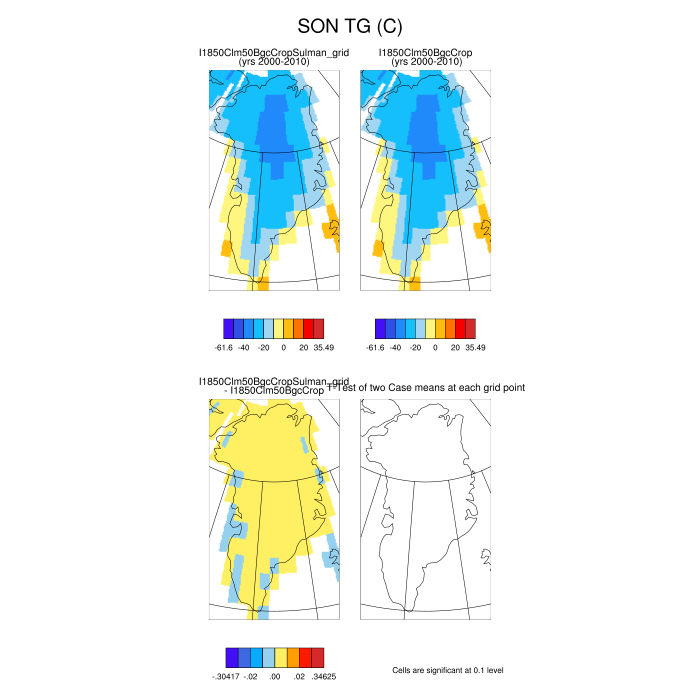 SON TG (C)
I1850Clm50BgcCropSulman_grid
(yrs 2000-2010)
I1850Clm50BgcCrop
(yrs 2000-2010)
-61.6 -40 -20 0 20 35.49
-61.6 -40 -20 0 20 35.49
I1850Clm50BgcCropSulman_grid
- I1850Clm50BgcCrop
T-Test of two Case means at each grid point
-.30417 -.02 .00 .02 .34625
Cells are significant at 0.1 level